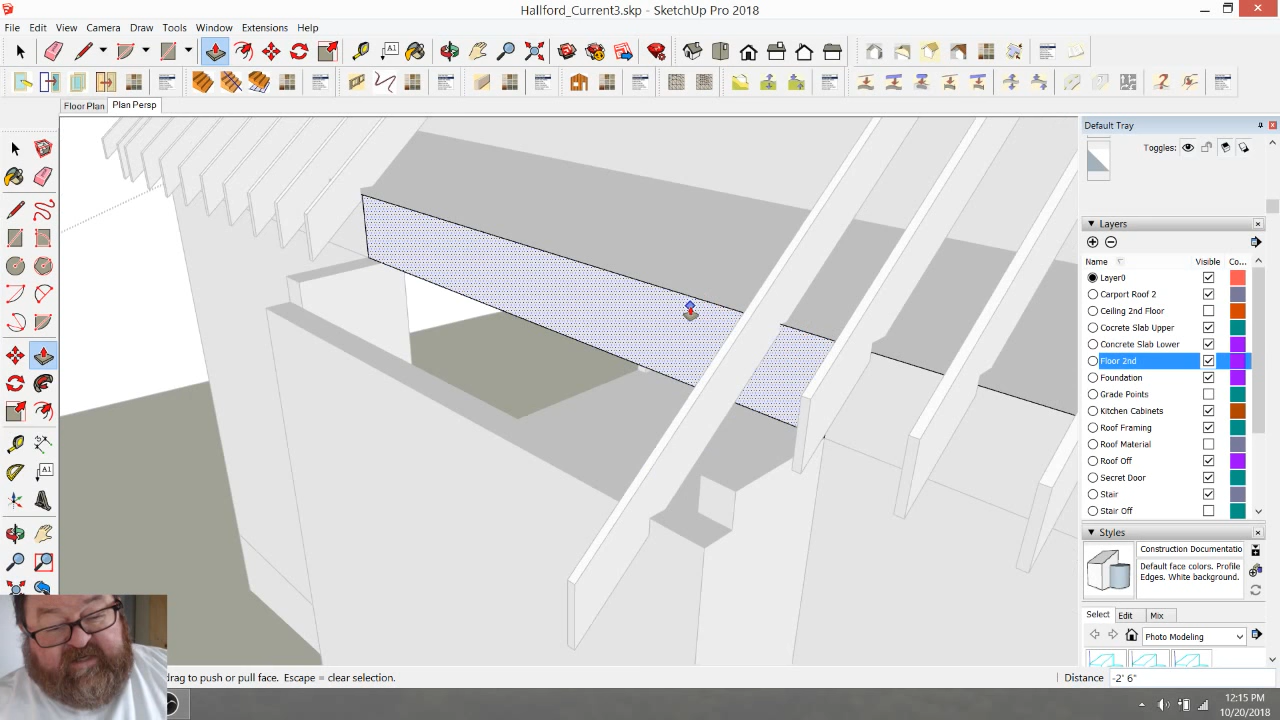 Hallford_Current3.skp - SketchUp Pro 2018
File Edit View Camera Draw Tools Window Extensions Help
A1
Floor Plan Plan Persp
Default Tray
Toggles:
Layers
Name Visible Co...
Layer0
Carport Roof 2
Ceiling 2nd Floor
Cocrete Slab Upper
Concrete Slab Lower
Floor 2nd
Foundation
Grade Points
Kitchen Cabinets
Roof Framing
Roof Material
Roof Off
Secret Door
Stair
Stair Off
A1
Styles
Construction Documentatio
Default face colors. Profile
Edges. White background.
Select Edit Mix
Photo Modeling
drag to push or pull face. Escape = clear selection.
Distance -2' 6"
12:15 PM
10/20/2018